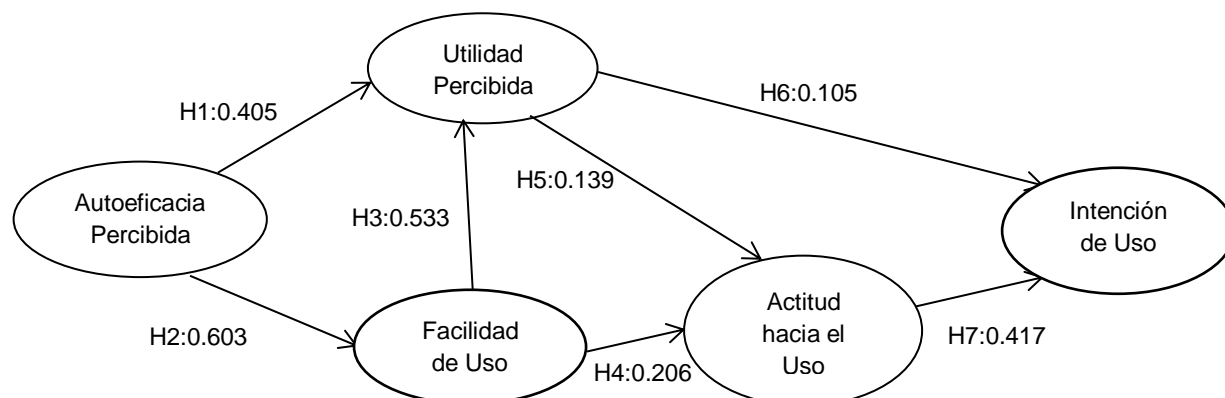 Utilidad
Percibida
H1:0.405
H6:0.105
Autoeficacia
Percibida
H3:0.533
H5:0.139
Intención
de Uso
H2:0.603
Facilidad
de Uso
H4:0.206
Actitud
hacia el
Uso
H7:0.417